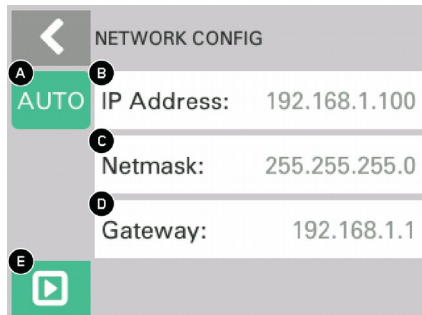 NETWORK CONFIG
A
B
AUTO
IP Address: 192.168.1.100
C
Netmask: 255.255.255.0
D
Gateway: 192.168.1.1
E